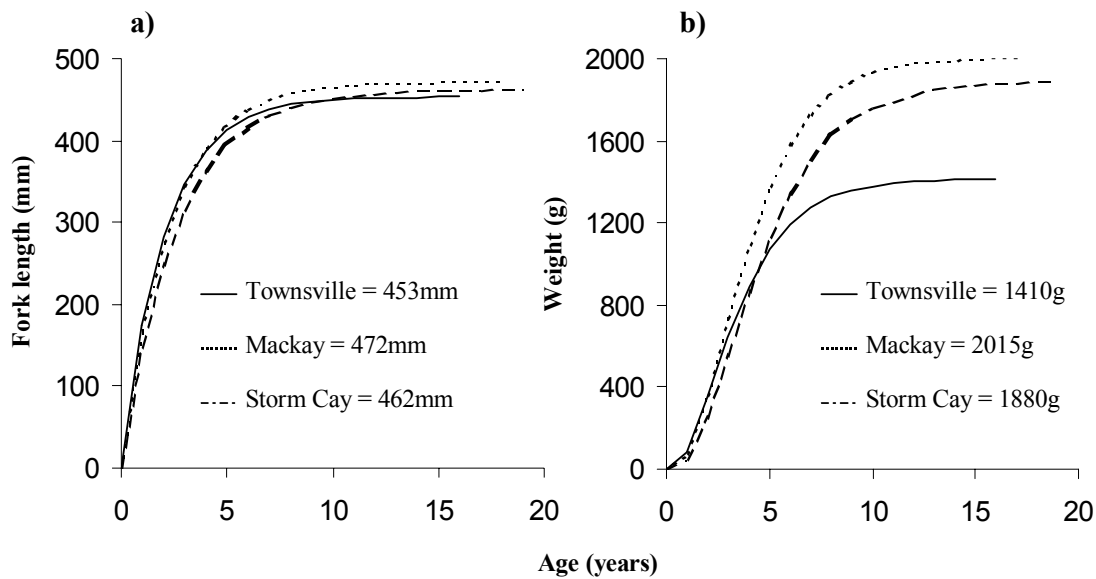 a)
500
400
300
200
100
0
Fork length (mm)
Townsville = 453mm
Mackay = 472mm
Storm Cay = 462mm
0 5 10 15 20
b)
2000
1600
1200
800
400
0
Weight (g)
Townsville = 1410g
Mackay = 2015g
Storm Cay = 1880g
0 5 10 15 20
Age (years)